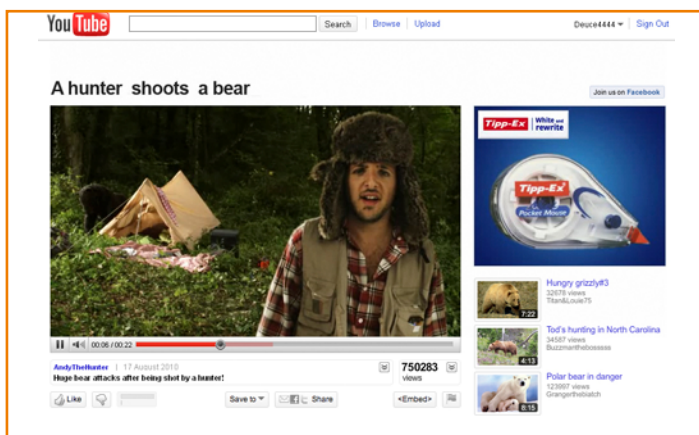 YouTube
Search
Browse | Upload
Deuce4444
Sign Out
A hunter shoots a bear
Join us on Facebook
Tipp-Ex
White and rewrite
Tipp-Ex
Pocket Mouse
Hungry grizzly#3
32678 views
Titan&Louie75
7:22
Tod's hunting in North Carolina
34587 views
Buzzmanthebossess
4:13
Polar bear in danger
123997 views
Grangerthebiatch
8:15
00:06 / 00:22
AndyTheHunter | 17 August 2010
Huge bear attacks after being shot by a hunter!
750283
views
Like
Save to
Share
<Embed>